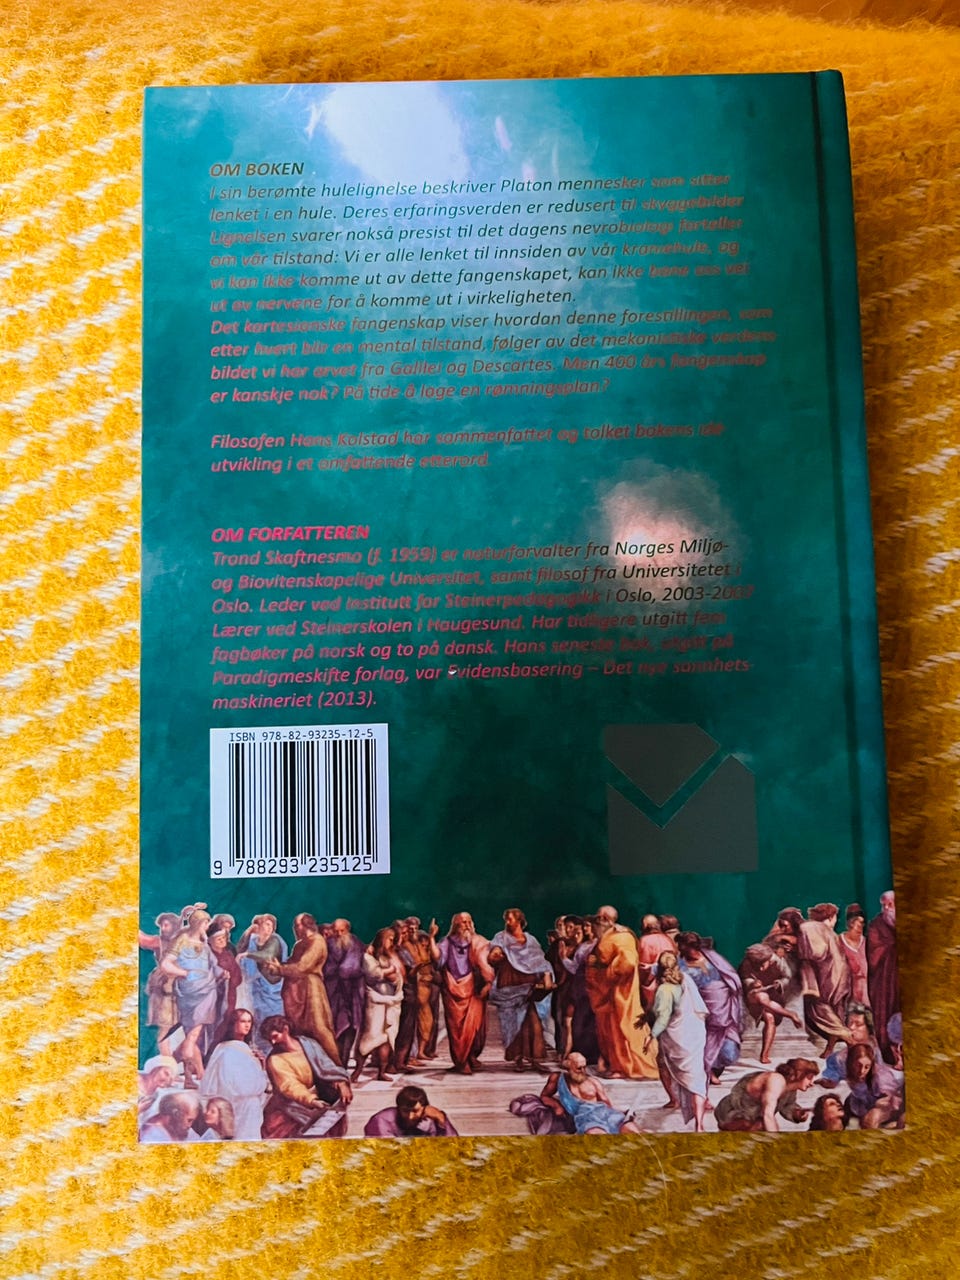 OM BOKEN
I sin berømte hulelignelse beskriver Platon mennesker som sitter
lenket i en hule. Deres erfaringsverden er redusert til skyggebilder
Lignelsen svarer nokså presist til det dagens nevrobiologi forteller
om vår tilstand: Vi er alle lenket til innsiden av vår kraniehule, og
vi kan ikke komme ut av dette fangenskapet, kan ikke bane oss vei
ut av nervene for å komme ut i virkeligheten.
Det kartesianske fangenskap viser hvordan denne forestillingen, som
etter hvert blir en mental tilstand, følger av det mekanistiske verdens
bildet vi har arvet fra Galilei og Descartes. Men 400 års fangenskap
er kanskje nok? På tide å lage en rømningsplan?
Filosofen Hans Kolstad har sammenfattet og tolket bokens idé
utvikling i et omfattende etterord
OM FORFATTEREN
Trond Skaftnesmo (f. 1959) er naturforvalter fra Norges Miljø-
og Biovitenskapelige Universitet, samt filosof fra Universitetet i
Oslo. Leder ved Institutt for Steinerpedagogikk i Oslo, 2003-2007
Lærer ved Steinerskolen i Haugesund. Har tidligere utgitt fem
fagbøker på norsk og to på dansk. Hans seneste bok, utgitt på
Paradigmeskifte forlag, var Evidensbasering – Det nye sannhets-
maskineriet (2013).
ISBN 978-82-93235-12-5
9 788293 235125